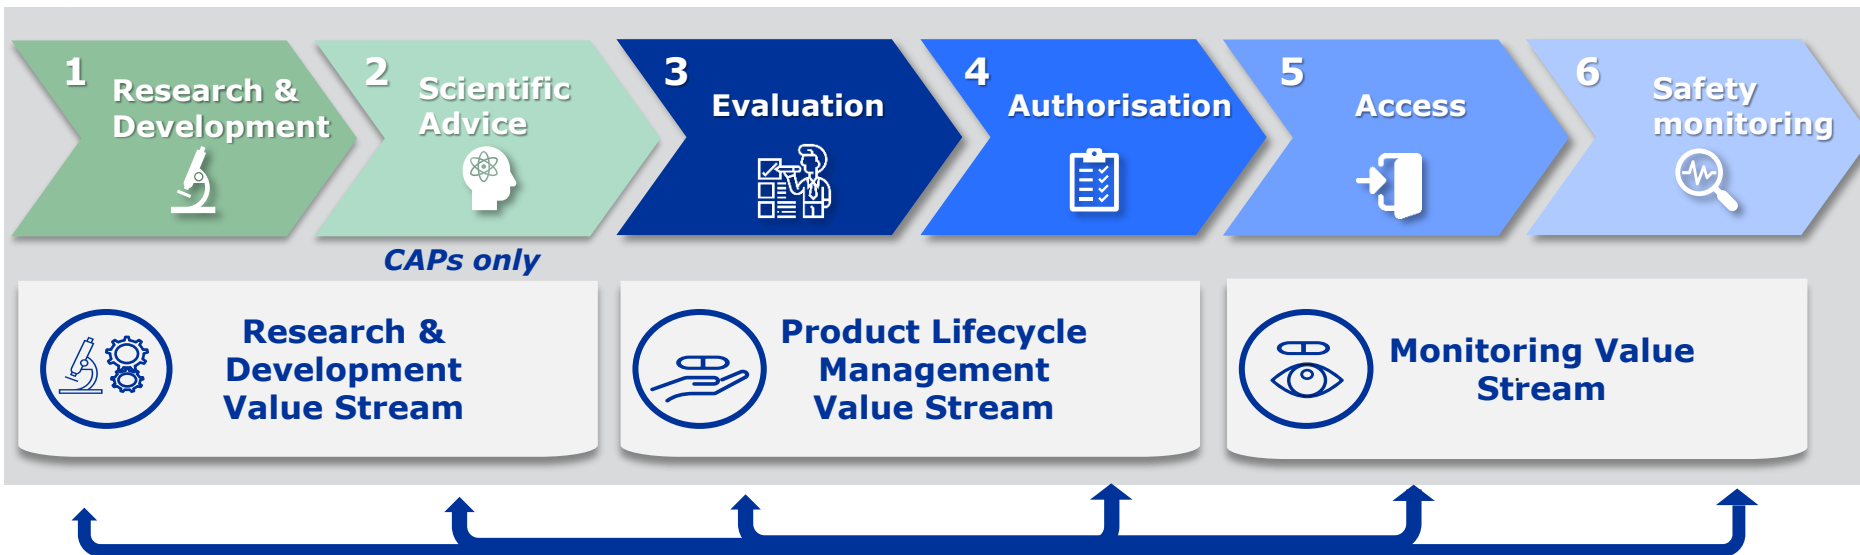 1
Research &
Development
2
Scientific
Advice
3
Evaluation
4
Authorisation
5
Access
6
Safety
monitoring
CAPs only
Research &
Development
Value Stream
Product Lifecycle
Management
Value Stream
Monitoring Value
Stream